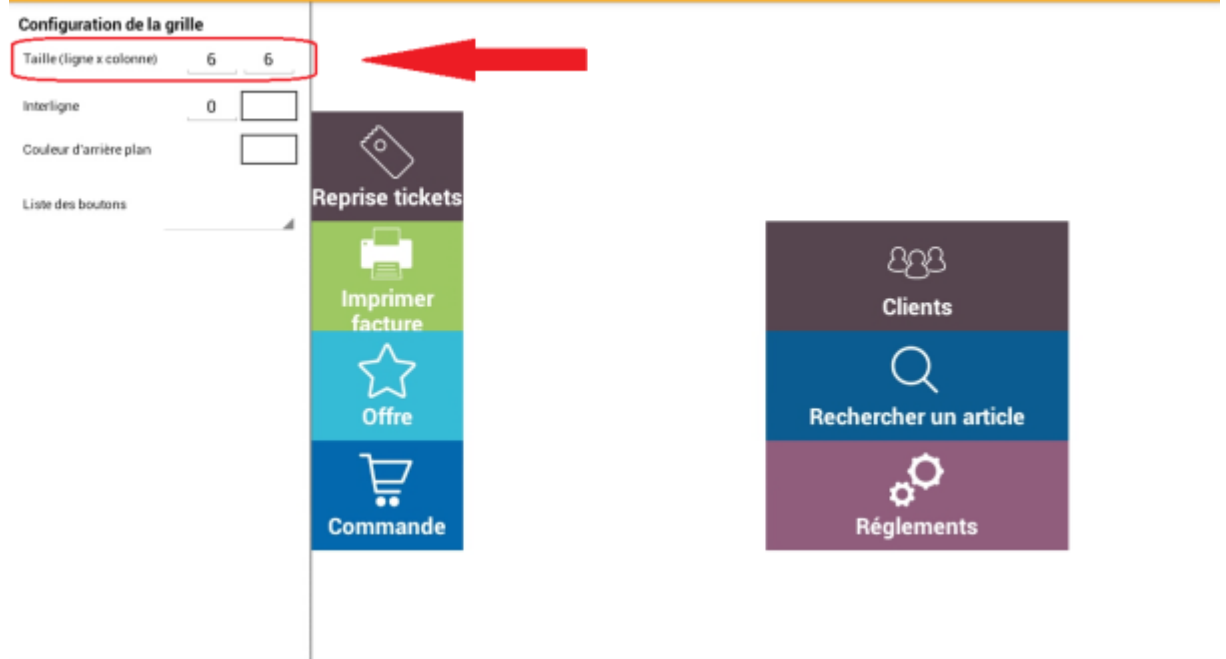 Configuration de la grille
Taille (ligne x colonne) 6 6
Interligne 0
Couleur d'arrière plan
Liste des boutons
Reprise tickets
Imprimer
facture
Offre
Commande
Clients
Rechercher un article
Réglements